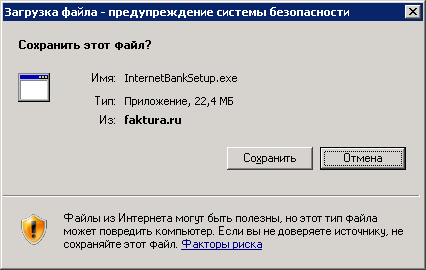 Загрузка файла - предупреждение системы безопасности
Сохранить этот файл?
Имя: InternetBankSetup.exe
Тип: Приложение, 22,4 МБ
Из: faktura.ru
Сохранить Отмена
Файлы из Интернета могут быть полезны, но этот тип файла
может повредить компьютер. Если вы не доверяете источнику, не
сохраняйте этот файл. Факторы риска